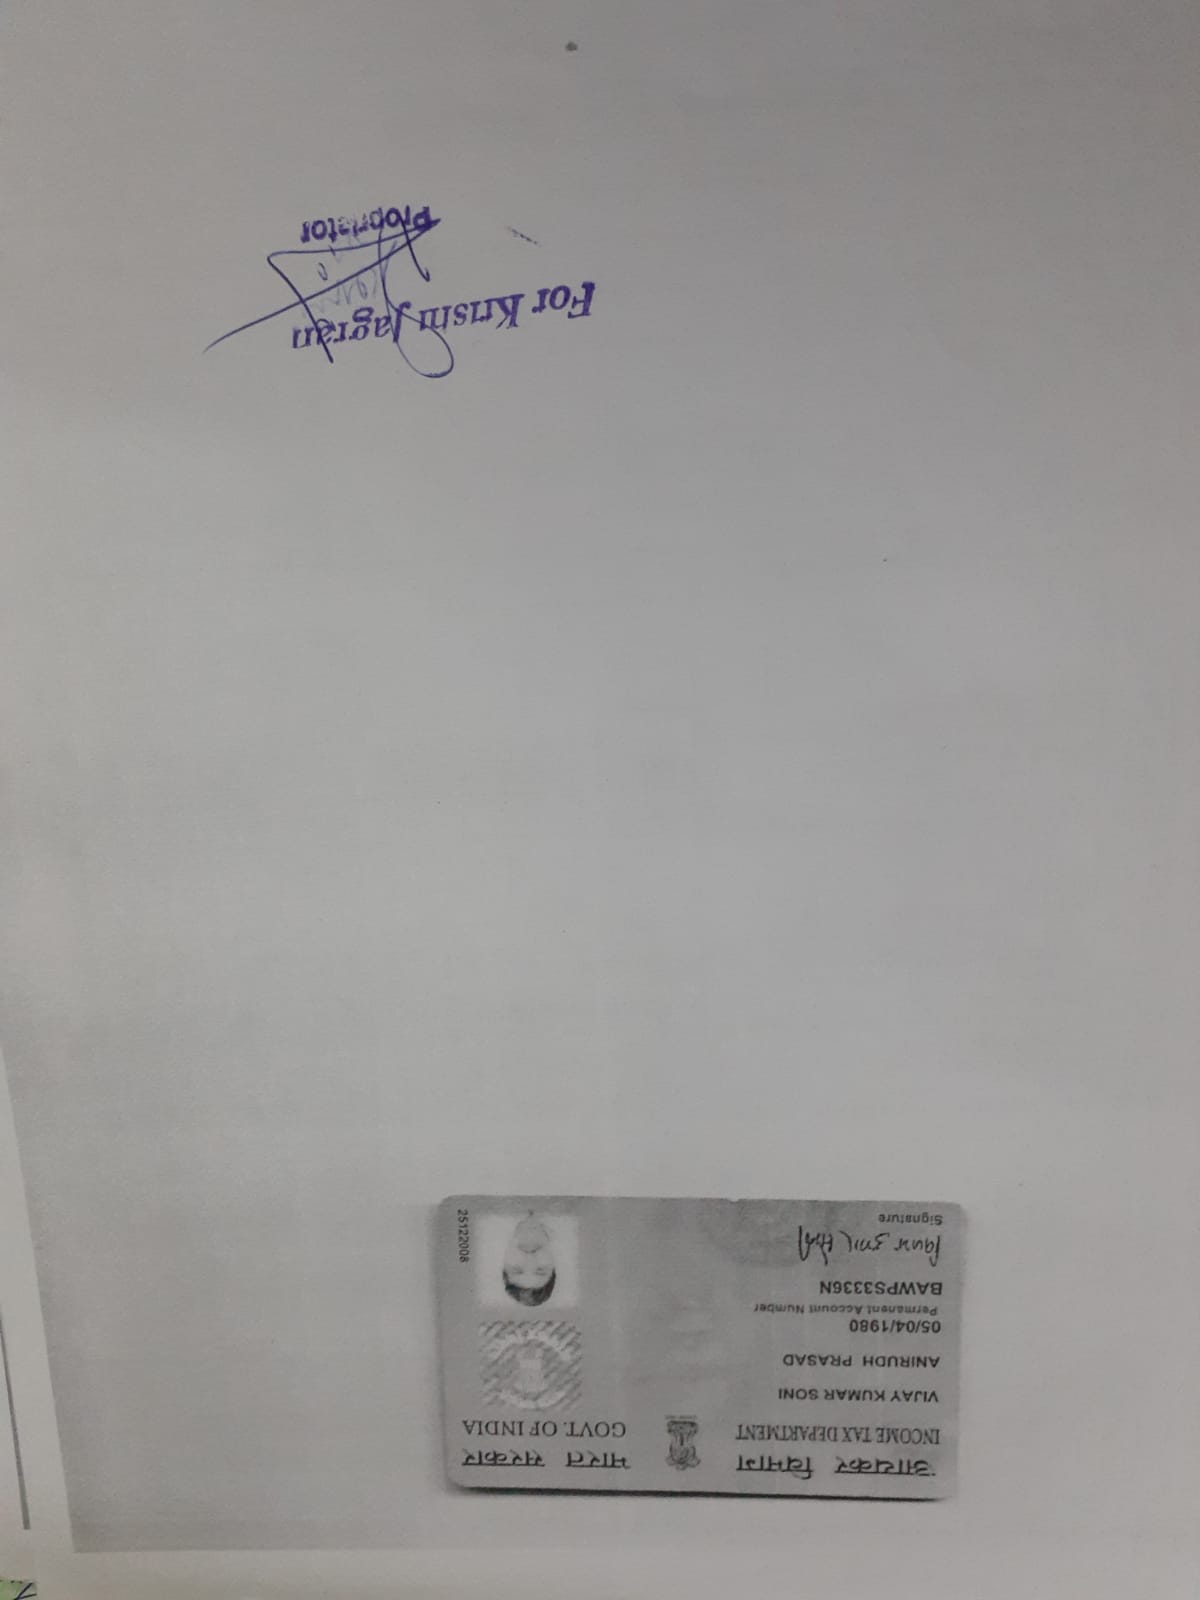 आयकर विभाग
INCOME TAX DEPARTMENT
भारत सरकार
GOVT. OF INDIA
VIJAY KUMAR SONI
ANIRUDH PRASAD
05/04/1980
Permanent Account Number
BAWPS3336N
Signature
25122008
For Krishi Jagran
Proprietor